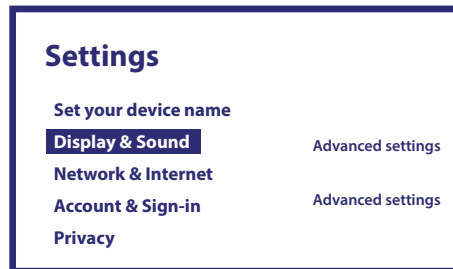 Settings
Set your device name
Display & Sound
Advanced settings
Network & Internet
Account & Sign-in
Advanced settings
Privacy